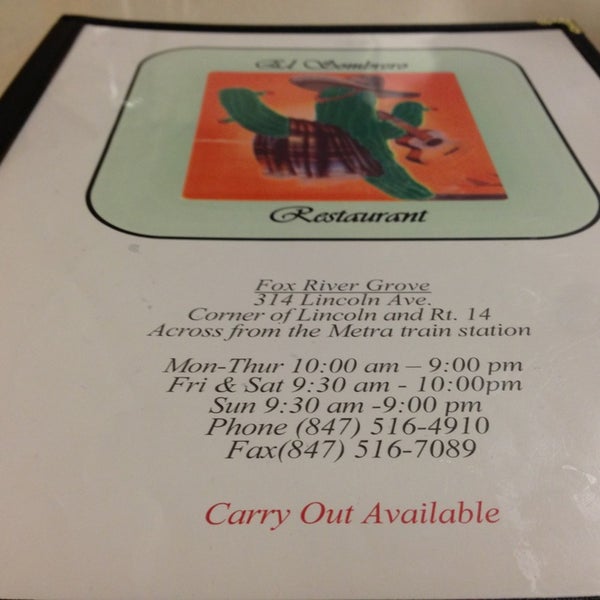 El Sombrero
Restaurant
Fox River Grove
314 Lincoln Ave.
Corner of Lincoln and Rt. 14
Across from the Metra train station
Mon-Thur 10:00 am – 9:00 pm
Fri & Sat 9:30 am - 10:00pm
Sun 9:30 am -9:00 pm
Phone (847) 516-4910
Fax(847) 516-7089
Carry Out Available